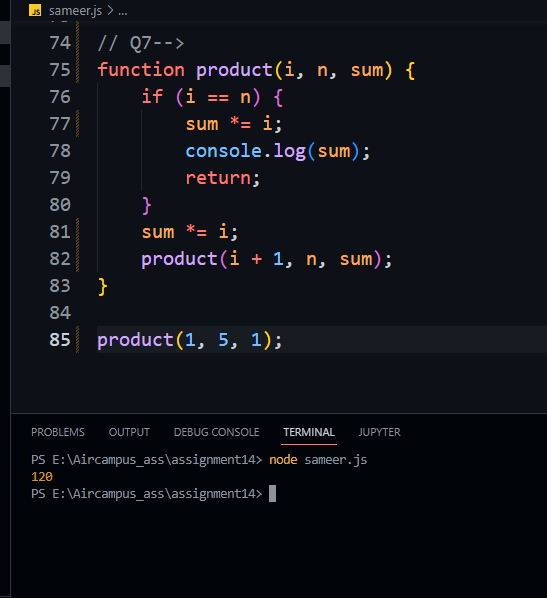 JS sameer.js > ...
74 // Q7-->
75 function product(i, n, sum) {
76 if (i == n) {
77 sum *= i;
78 console.log(sum);
79 return;
80 }
81 sum *= i;
82 product(i + 1, n, sum);
83 }
84
85 product(1, 5, 1);
PROBLEMS OUTPUT DEBUG CONSOLE TERMINAL JUPYTER
PS E:\Aircampus_ass\assignment14> node sameer.js
120
PS E:\Aircampus_ass\assignment14>